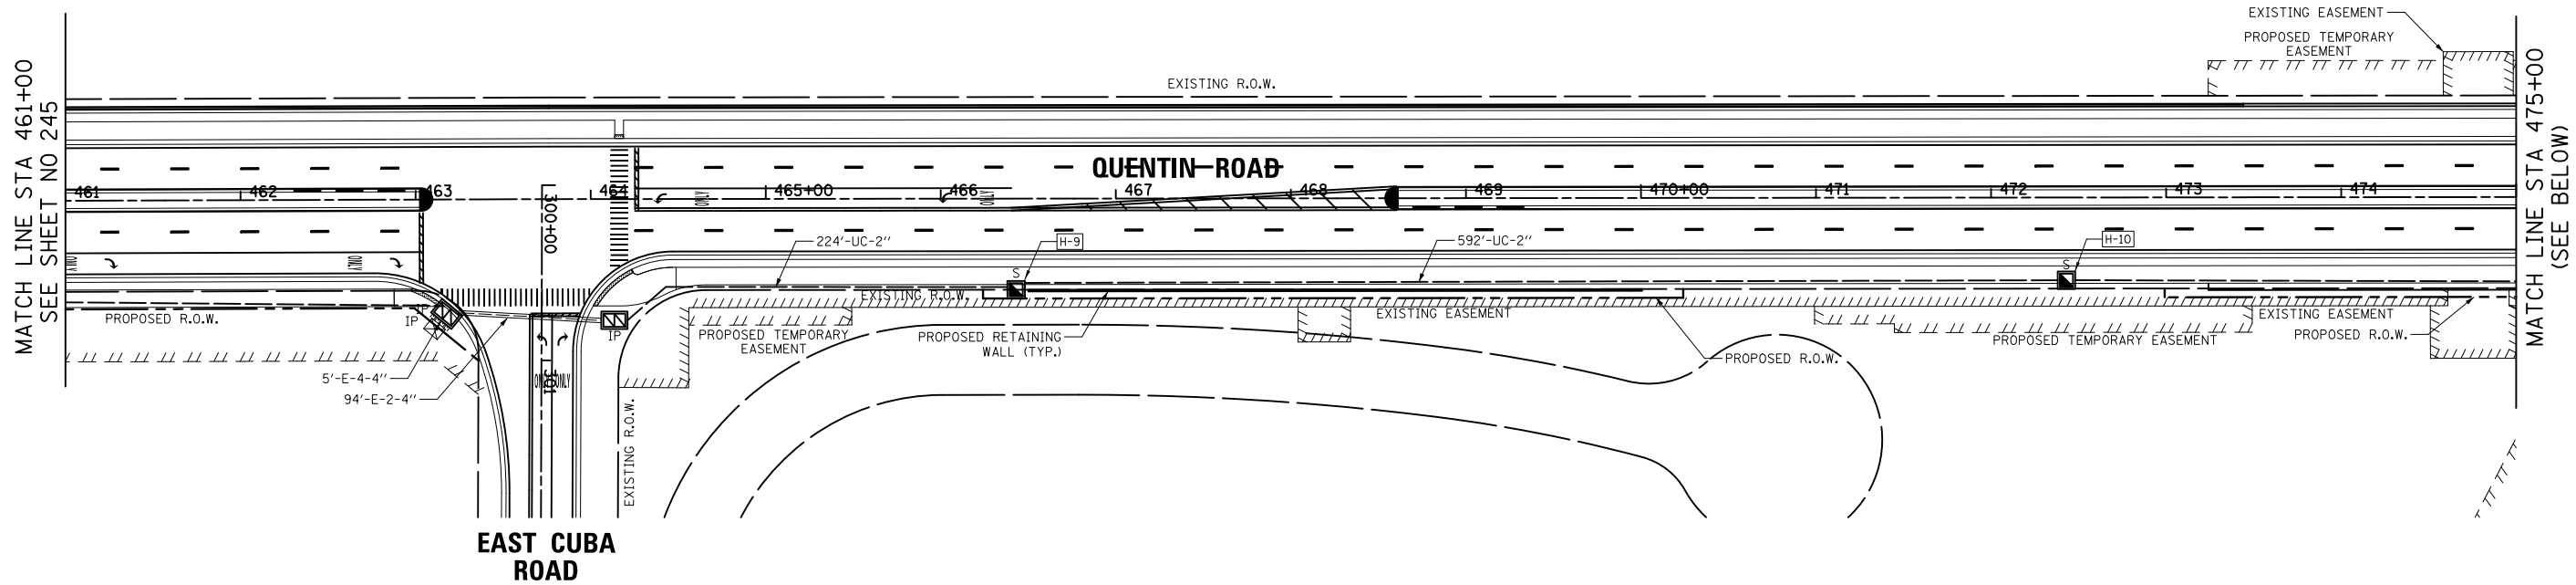 EXISTING EASEMENT
PROPOSED TEMPORARY
EASEMENT
EXISTING R.O.W.
MATCH LINE STA 461+00
SEE SHEET NO 245
MATCH LINE STA 475+00
(SEE BELOW)
QUENTIN ROAD
461
462
463
464
465+00
466
467
468
469
470+00
471
472
473
474
ONLY
ONLY
ONLY
ONLY
300+00
224'-UC-2"
H-9
S
592'-UC-2"
H-10
S
EXISTING R.O.W.
PROPOSED R.O.W.
IP
IP
IP
PROPOSED TEMPORARY
EASEMENT
PROPOSED RETAINING
WALL (TYP.)
EXISTING EASEMENT
PROPOSED R.O.W.
PROPOSED TEMPORARY EASEMENT
EXISTING EASEMENT
PROPOSED R.O.W.
5'-E-4-4"
94'-E-2-4"
301
ONLY
ONLY
EXISTING R.O.W.
EAST CUBA
ROAD